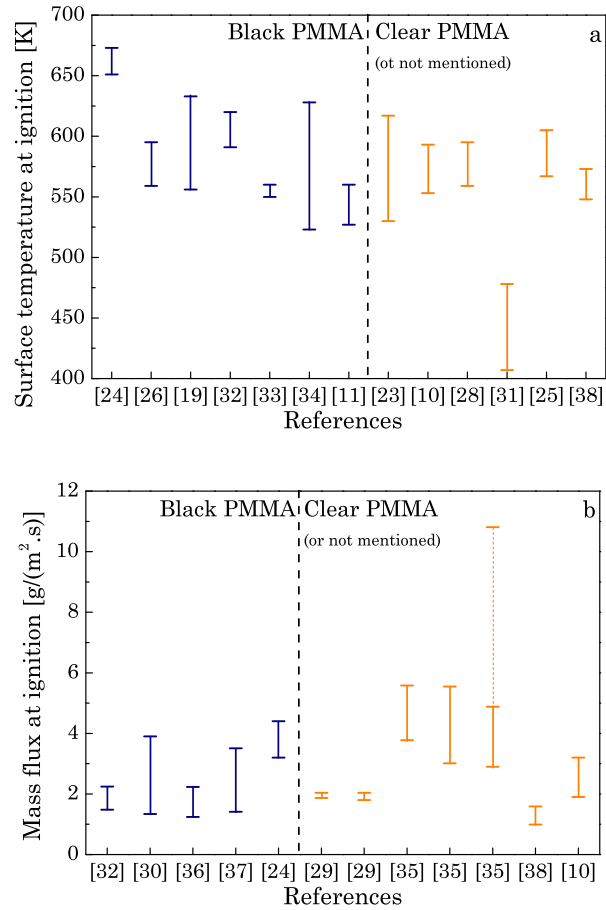 700
650
600
550
500
450
400
Surface temperature at ignition [K]
Black PMMA
Clear PMMA
(ot not mentioned)
a
[24] [26] [19] [32] [33] [34] [11] [23] [10] [28] [31] [25] [38]
References
12
10
8
6
4
2
0
Mass flux at ignition [g/(m².s)]
Black PMMA
Clear PMMA
(or not mentioned)
b
[32] [30] [36] [37] [24] [29] [29] [35] [35] [35] [38] [10]
References